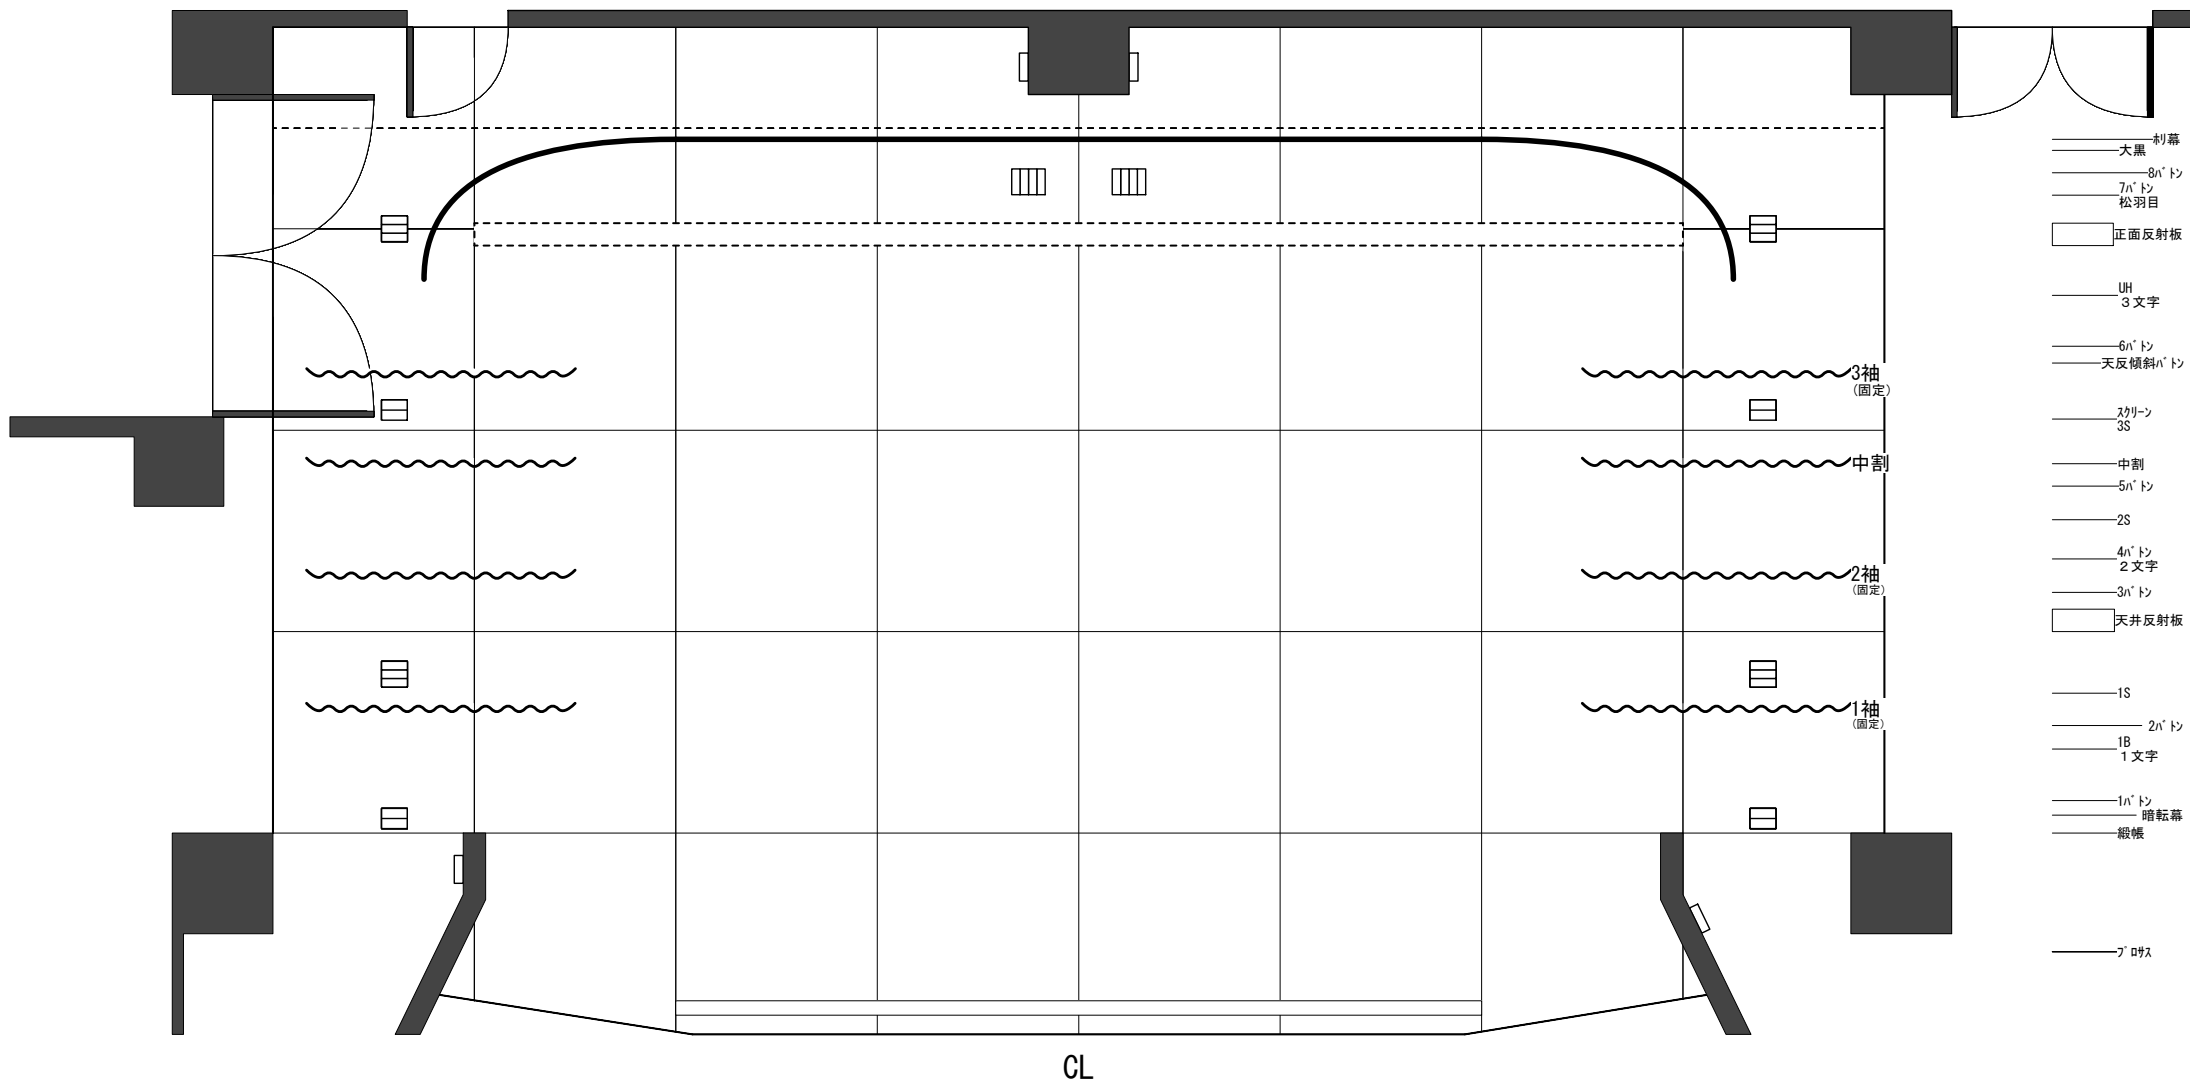 ﾎﾘ幕
大黒
8ﾊﾞﾄﾝ
7ﾊﾞﾄﾝ
松羽目
正面反射板
UH
３文字
6ﾊﾞﾄﾝ
天反傾斜ﾊﾞﾄﾝ
3袖
(固定)
ｽｸﾘｰﾝ
3S
中割
中割
5ﾊﾞﾄﾝ
2S
4ﾊﾞﾄﾝ
２文字
2袖
(固定)
3ﾊﾞﾄﾝ
天井反射板
1S
1袖
(固定)
2ﾊﾞﾄﾝ
1B
１文字
1ﾊﾞﾄﾝ
暗転幕
緞帳
ﾌﾟﾛｻｽ
CL